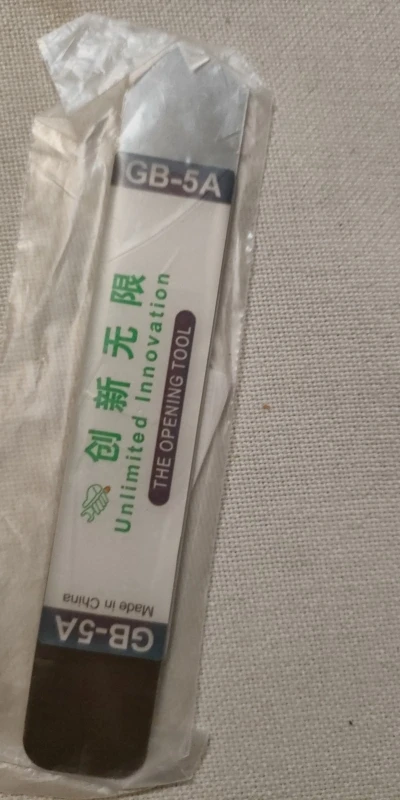 GB-5A
创新无限
Unlimited Innovation
THE OPENING TOOL
Made in China
GB-5A